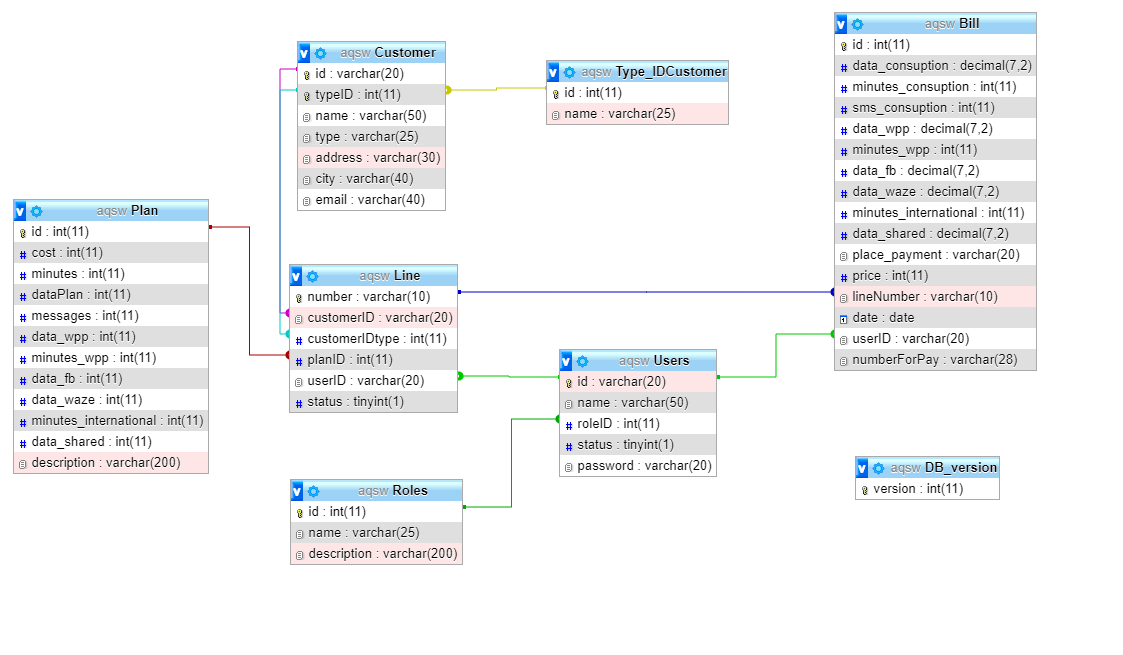 aqsw Customer
id : varchar(20)
typeID : int(11)
name : varchar(50)
type : varchar(25)
address : varchar(30)
city : varchar(40)
email : varchar(40)
aqsw Type_IDCustomer
id : int(11)
name : varchar(25)
aqsw Bill
id : int(11)
data_consuption : decimal(7,2)
minutes_consuption : int(11)
sms_consuption : int(11)
data_wpp : decimal(7,2)
minutes_wpp : int(11)
data_fb : decimal(7,2)
data_waze : decimal(7,2)
minutes_international : int(11)
data_shared : decimal(7,2)
place_payment : varchar(20)
price : int(11)
lineNumber : varchar(10)
date : date
userID : varchar(20)
numberForPay : varchar(28)
aqsw Plan
id : int(11)
cost : int(11)
minutes : int(11)
dataPlan : int(11)
messages : int(11)
data_wpp : int(11)
minutes_wpp : int(11)
data_fb : int(11)
data_waze : int(11)
minutes_international : int(11)
data_shared : int(11)
description : varchar(200)
aqsw Line
number : varchar(10)
customerID : varchar(20)
customerIDtype : int(11)
planID : int(11)
userID : varchar(20)
status : tinyint(1)
aqsw Users
id : varchar(20)
name : varchar(50)
roleID : int(11)
status : tinyint(1)
password : varchar(20)
aqsw Roles
id : int(11)
name : varchar(25)
description : varchar(200)
aqsw DB_version
version : int(11)